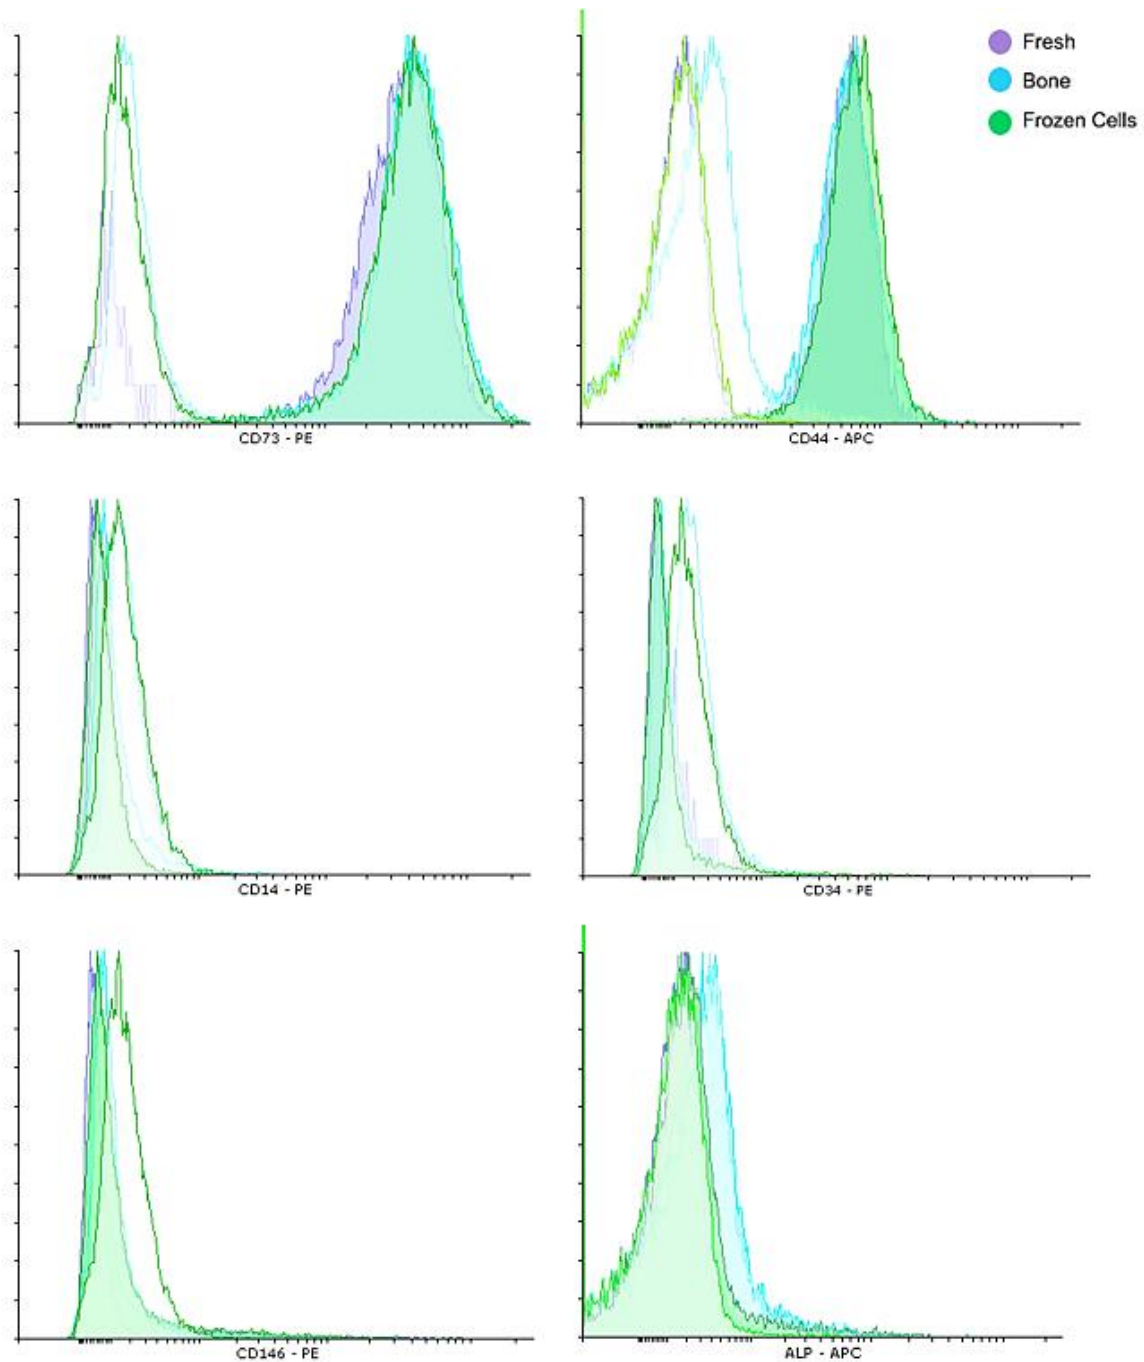 Fresh
Bone
Frozen Cells
CD73 - PE
CD44 - APC
CD14 - PE
CD34 - PE
CD146 - PE
ALP - APC